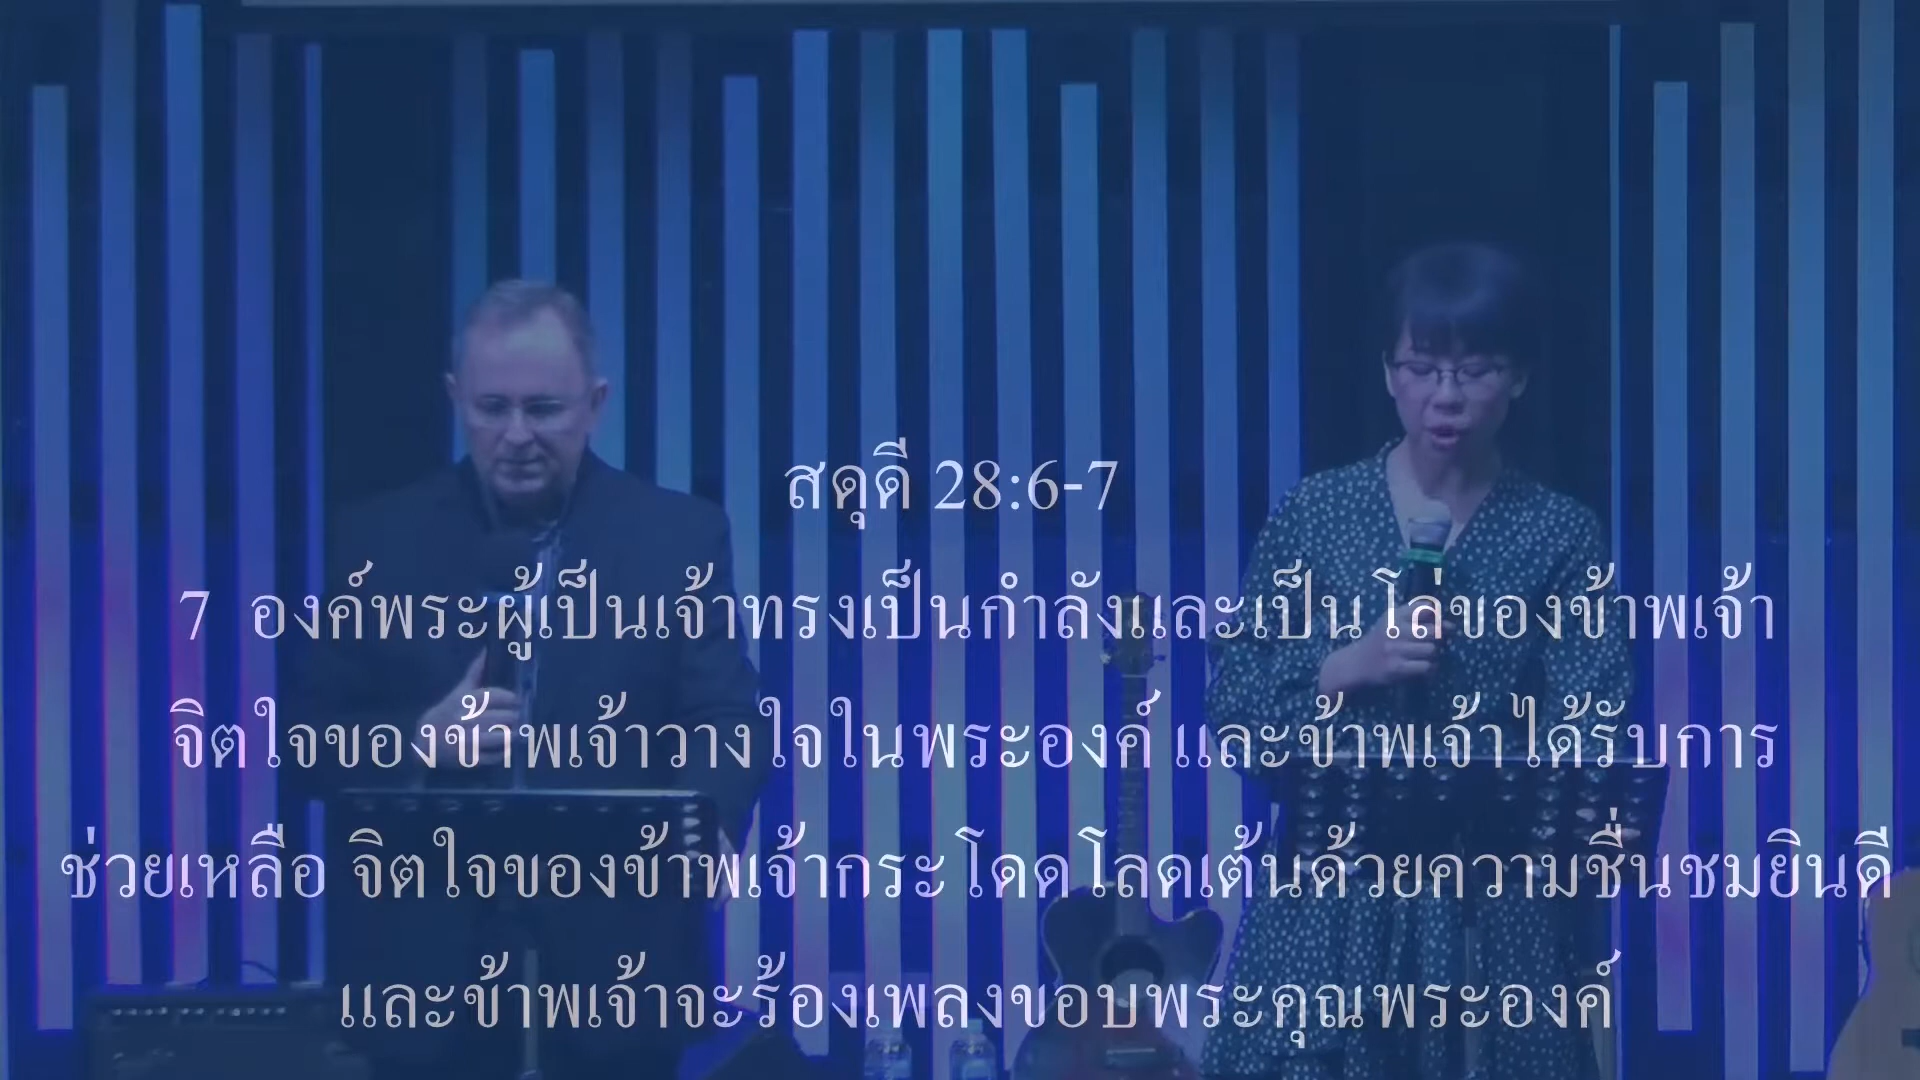 สดุดี 28:6-7
7 องค์พระผู้เป็นเจ้าทรงเป็นกำลังและเป็นโล่ของข้าพเจ้า
จิตใจของข้าพเจ้าวางใจในพระองค์ และข้าพเจ้าได้รับการ
ช่วยเหลือ จิตใจของข้าพเจ้ากระโดดโลดเต้นด้วยความชื่นชมยินดี
และข้าพเจ้าจะร้องเพลงขอบพระคุณพระองค์